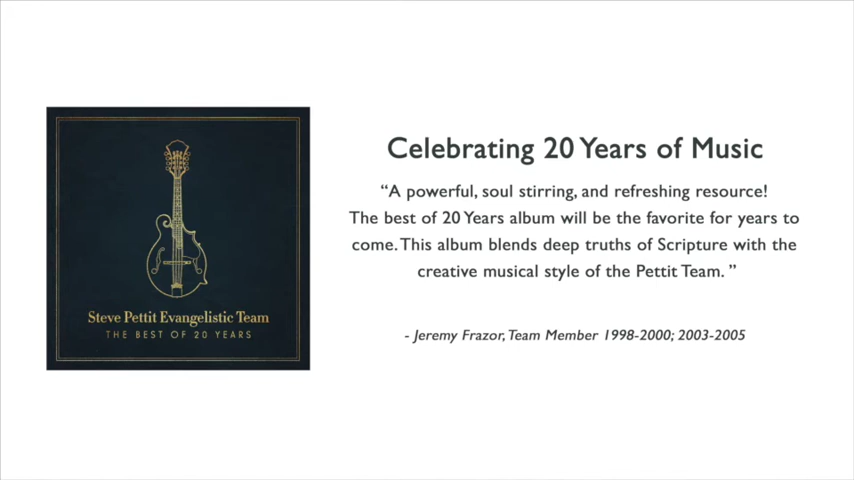 Steve Pettit Evangelistic Team
THE BEST OF 20 YEARS
Celebrating 20 Years of Music
“A powerful, soul stirring, and refreshing resource!
The best of 20 Years album will be the favorite for years to
come. This album blends deep truths of Scripture with the
creative musical style of the Pettit Team. ”
- Jeremy Frazor, Team Member 1998-2000; 2003-2005